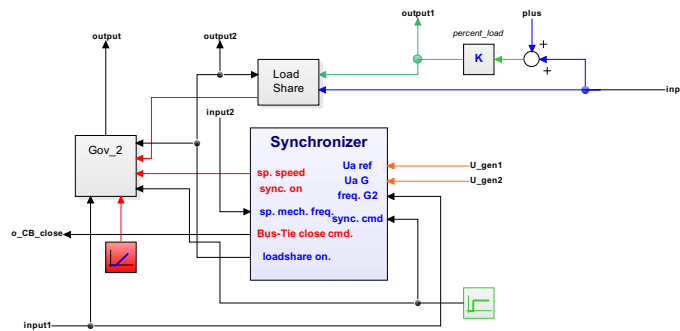 output
output2
output1
percent_load
plus
+
+
K
Load
Share
inp
input2
Gov_2
Synchronizer
Ua ref
sp. speed
Ua G
sync. on
freq. G2
sp. mech. freq.
sync. cmd
Bus-Tie close cmd.
loadshare on.
U_gen1
U_gen2
o_CB_close
input1